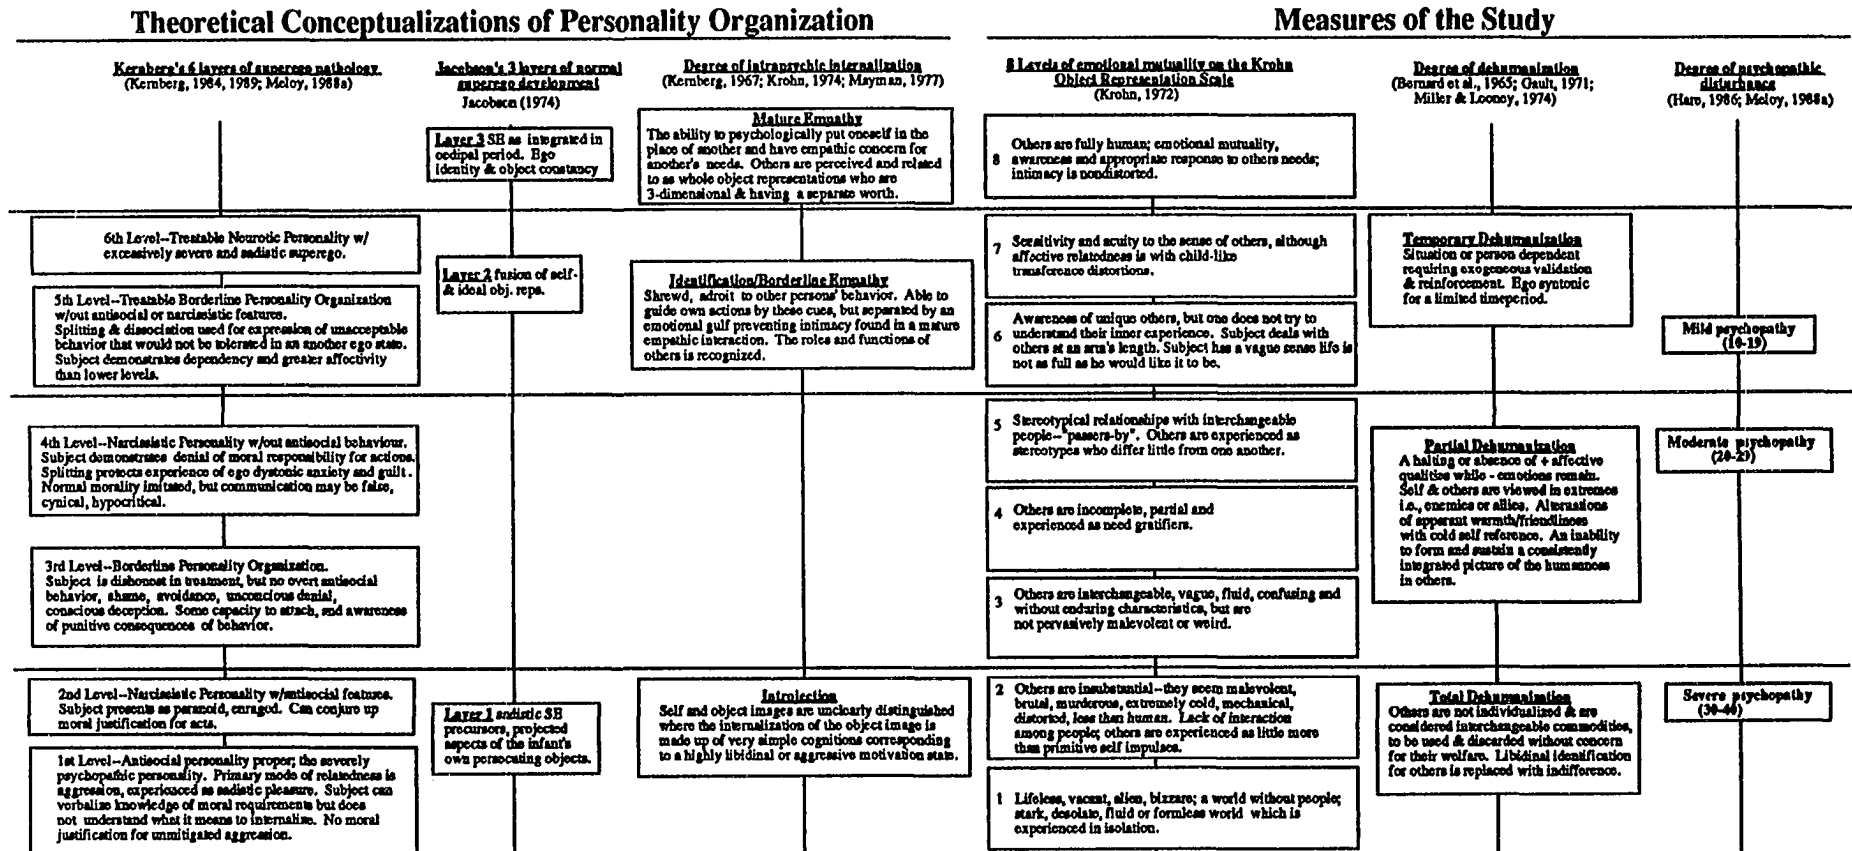 Theoretical Conceptualizations of Personality Organization
Measures of the Study
Kernberg's 6 layers of superego pathology
(Kernberg, 1984, 1989; Meloy, 1988a)
Jacobson's 3 layers of normal
superego development
Jacobson (1974)
Degree of intrapsychic internalization
(Kernberg, 1967; Krohn, 1974; Mayman, 1977)
8 Levels of emotional mutuality on the Krohn
Object Representation Scale
(Krohn, 1972)
Degree of dehumanization
(Bernard et al., 1965; Gault, 1971;
Miller & Looney, 1974)
Degree of psychopathic
disturbance
(Hare, 1986; Meloy, 1988a)
Layer 3 SE as integrated in
oedipal period. Ego
identity & object constancy
Mature Empathy
The ability to psychologically put oneself in the
place of another and have empathic concern for
another's needs. Others are perceived and related
to as whole object representations who are
3-dimensional & having a separate worth.
8 Others are fully human; emotional mutuality,
awareness and appropriate response to others needs;
intimacy is nondistorted.
6th Level--Treatable Neurotic Personality w/
excessively severe and sadistic superego.
5th Level--Treatable Borderline Personality Organization
w/out antisocial or narcissistic features.
Splitting & dissociation used for expression of unacceptable
behavior that would not be tolerated in an another ego state.
Subject demonstrates dependency and greater affectivity
than lower levels.
Layer 2 fusion of self-
& ideal obj. reps.
Identification/Borderline Empathy
Shrewd, adroit to other persons' behavior. Able to
guide own actions by these cues, but separated by an
emotional gulf preventing intimacy found in a mature
empathic interaction. The roles and functions of
others is recognized.
7 Sensitivity and acuity to the sense of others, although
affective relatedness is with child-like
transference distortions.
6 Awareness of unique others, but one does not try to
understand their inner experience. Subject deals with
others at an arm's length. Subject has a vague sense life is
not as full as he would like it to be.
Temporary Dehumanization
Situation or person dependent
requiring exogeneous validation
& reinforcement. Ego syntonic
for a limited timeperiod.
Mild psychopathy
(10-19)
4th Level--Narcissistic Personality w/out antisocial behaviour.
Subject demonstrates denial of moral responsibility for actions.
Splitting protects experience of ego dystonic anxiety and guilt.
Normal morality imitated, but communication may be false,
cynical, hypocritical.
3rd Level--Borderline Personality Organization.
Subject is dishonest in treatment, but no overt antisocial
behavior, shame, avoidance, unconcious denial,
conscious deception. Some capacity to attach, and awareness
of punitive consequences of behavior.
5 Stereotypical relationships with interchangeable
people--"passers-by". Others are experienced as
stereotypes who differ little from one another.
4 Others are incomplete, partial and
experienced as need gratifiers.
3 Others are interchangeable, vague, fluid, confusing and
without enduring characteristics, but are
not pervasively malevolent or weird.
Partial Dehumanization
A halting or absence of + affective
qualities while - emotions remain.
Self & others are viewed in extremes
i.e., enemies or allies. Alternations
of apparent warmth/friendliness
with cold self reference. An inability
to form and sustain a consistently
integrated picture of the humanness
in others.
Moderate psychopathy
(20-29)
2nd Level--Narcissistic Personality w/antisocial features.
Subject presents as paranoid, enraged. Can conjure up
moral justification for acts.
1st Level--Antisocial personality proper; the severely
psychopathic personality. Primary mode of relatedness is
aggression, experienced as sadistic pleasure. Subject can
verbalize knowledge of moral requirements but does
not understand what it means to internalize. No moral
justification for unmitigated aggression.
Layer 1 sadistic SE
precursors, projected
aspects of the infant's
own persecuting objects.
Introjection
Self and object images are unclearly distinguished
where the internalization of the object image is
made up of very simple cognitions corresponding
to a highly libidinal or aggressive motivation state.
2 Others are insubstantial--they seem malevolent,
brutal, murderous, extremely cold, mechanical,
distorted, less than human. Lack of interaction
among people; others are experienced as little more
than primitive self impulses.
1 Lifeless, vacant, alien, bizzare; a world without people;
stark, desolate, fluid or formless world which is
experienced in isolation.
Total Dehumanization
Others are not individualized & are
considered interchangeable commodities,
to be used & discarded without concern
for their welfare. Libidinal identification
for others is replaced with indifference.
Severe psychopathy
(30-40)